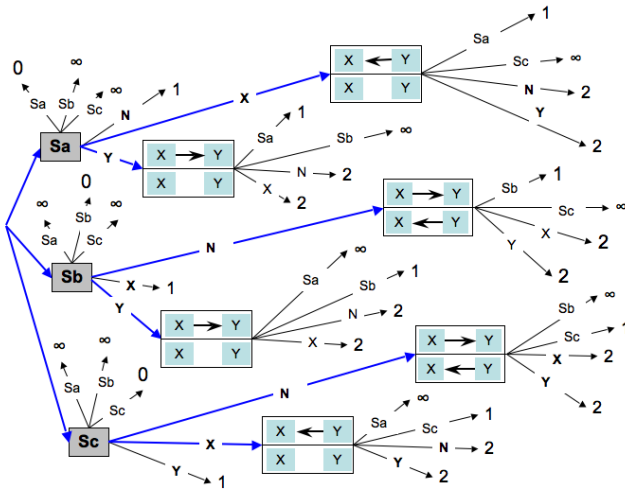 0 ∞ ∞
Sa Sb Sc N 1
Sa
X
Y
X Y
X Y
Sa 1
Sc ∞
N 2
Y 2
X Y
X Y
Sa 1
Sb ∞
N 2
X 2
∞ 0 ∞
Sa Sb Sc
Sb
N
X 1
Y
X Y
X Y
Sb 1
Sc ∞
X 2
Y 2
X Y
X Y
Sa ∞
Sb 1
N 2
X 2
∞ ∞ 0
Sa Sb Sc
Sc
N
X
Y 1
X Y
X Y
Sb ∞
Sc 1
X 2
Y 2
X Y
X Y
Sa ∞
Sc 1
N 2
Y 2